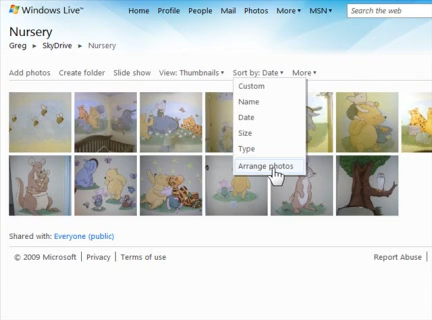 Windows Live™ Home Profile People Mail Photos More MSN Search the web
Nursery
Greg ► SkyDrive ► Nursery
Add photos Create folder Slide show View: Thumbnails Sort by: Date More
Custom
Name
Date
Size
Type
Arrange photos
Shared with: Everyone (public)
© 2009 Microsoft | Privacy | Terms of use Report Abuse |